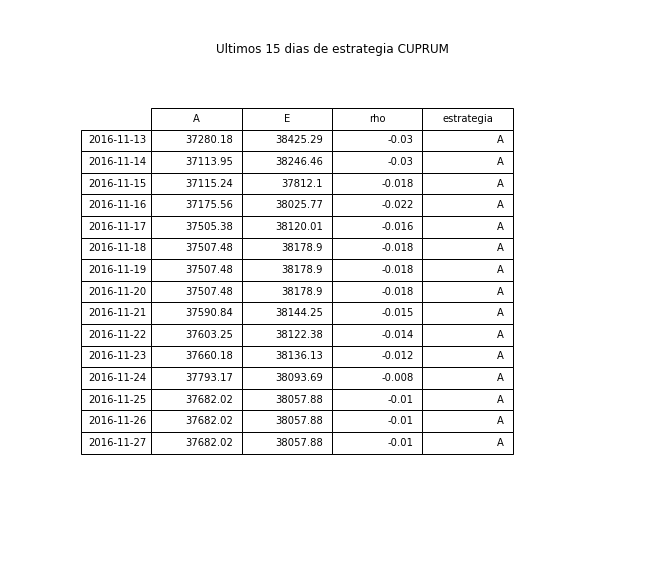 Ultimos 15 dias de estrategia CUPRUM
A E rho estrategia
2016-11-13 37280.18 38425.29 -0.03 A
2016-11-14 37113.95 38246.46 -0.03 A
2016-11-15 37115.24 37812.1 -0.018 A
2016-11-16 37175.56 38025.77 -0.022 A
2016-11-17 37505.38 38120.01 -0.016 A
2016-11-18 37507.48 38178.9 -0.018 A
2016-11-19 37507.48 38178.9 -0.018 A
2016-11-20 37507.48 38178.9 -0.018 A
2016-11-21 37590.84 38144.25 -0.015 A
2016-11-22 37603.25 38122.38 -0.014 A
2016-11-23 37660.18 38136.13 -0.012 A
2016-11-24 37793.17 38093.69 -0.008 A
2016-11-25 37682.02 38057.88 -0.01 A
2016-11-26 37682.02 38057.88 -0.01 A
2016-11-27 37682.02 38057.88 -0.01 A